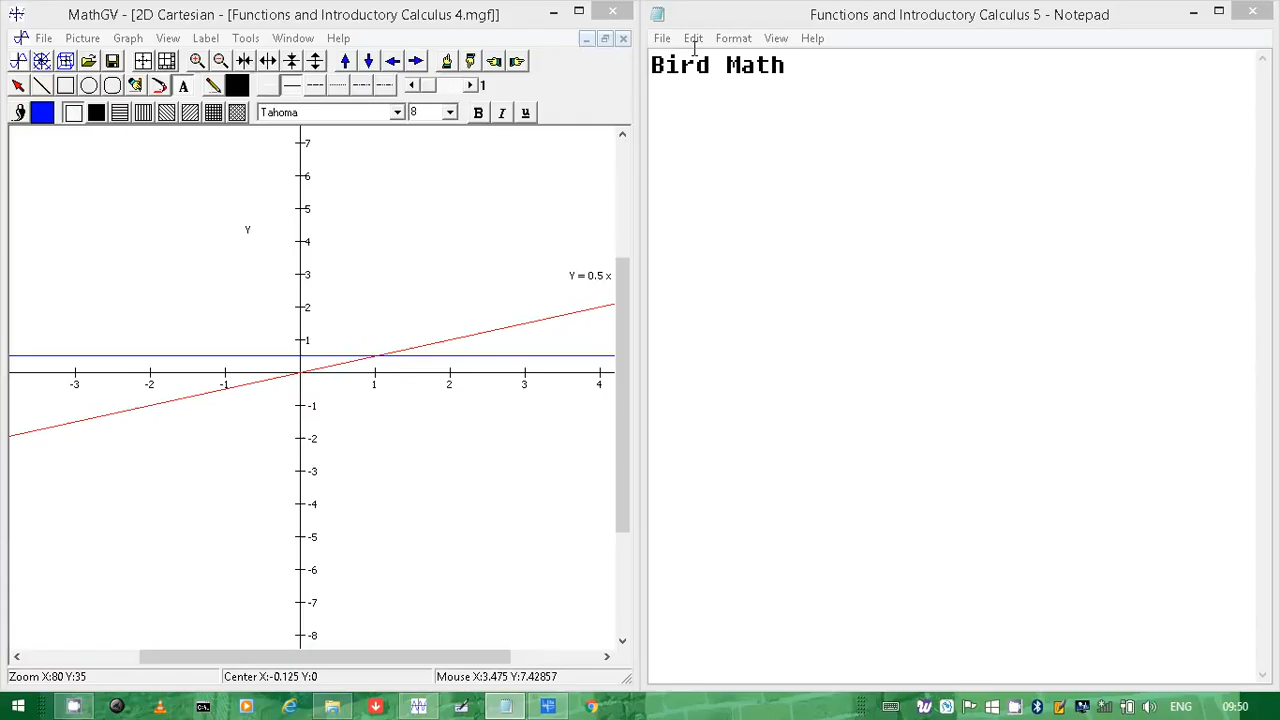 MathGV - [2D Cartesian - [Functions and Introductory Calculus 4.mgf]]
File Picture Graph View Label Tools Window Help
1
Tahoma 8 B I u
7
6
5
Y
4
3
Y = 0.5 x
2
1
-3 -2 -1 1 2 3 4
-1
-2
-3
-4
-5
-6
-7
-8
Zoom X:80 Y:35 Center X:-0.125 Y:0 Mouse X:3.475 Y:7.42857
Functions and Introductory Calculus 5 - Notepad
File Edit Format View Help
Bird Math
ENG 09:50